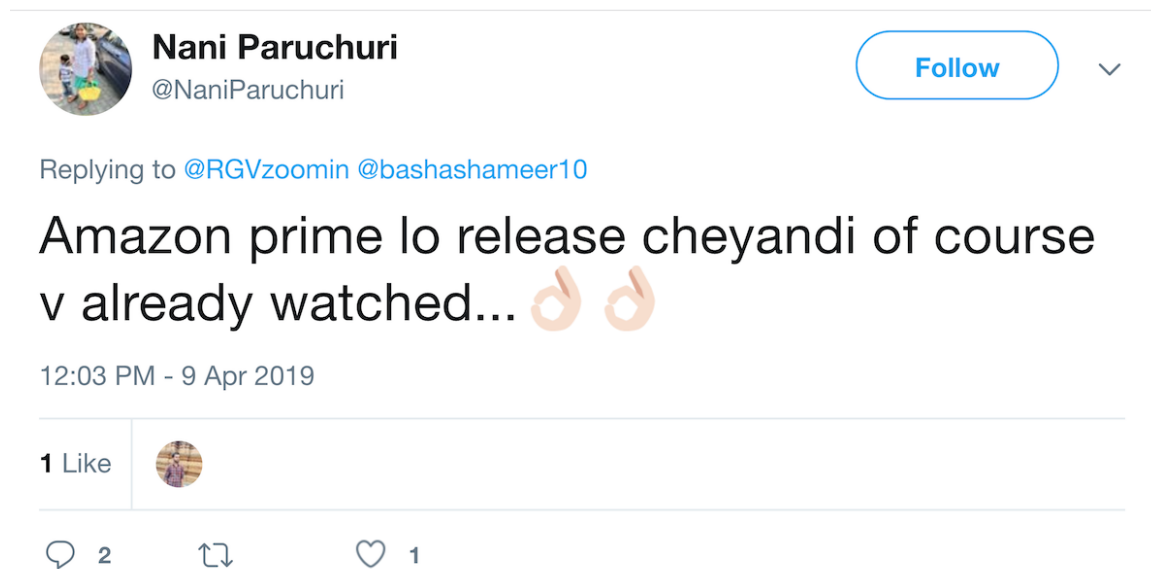 Nani Paruchuri
@NaniParuchuri
Follow
Replying to @RGVzoomin @bashashameer10
Amazon prime lo release cheyandi of course
v already watched...👌🏻👌🏻
12:03 PM - 9 Apr 2019
1 Like
2
1